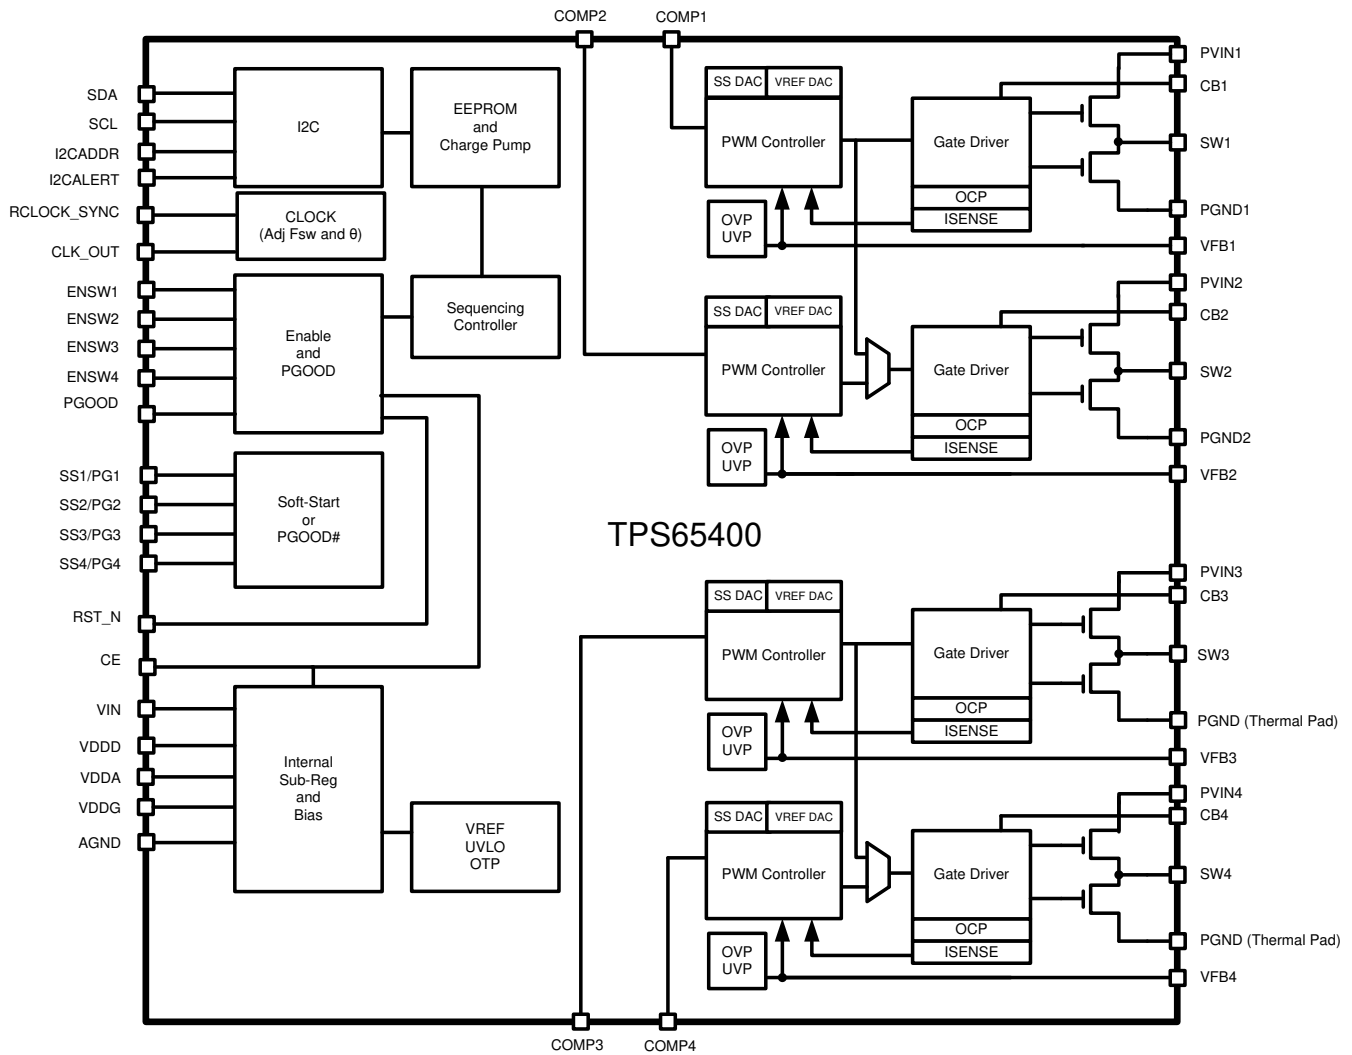 COMP2
COMP1
SDA
SCL
I2CADDR
I2CALERT
RCLOCK_SYNC
CLK_OUT
ENSW1
ENSW2
ENSW3
ENSW4
PGOOD
SS1/PG1
SS2/PG2
SS3/PG3
SS4/PG4
RST_N
CE
VIN
VDDD
VDDA
VDDG
AGND
I2C
EEPROM
and
Charge Pump
CLOCK
(Adj Fsw and θ)
Enable
and
PGOOD
Sequencing
Controller
Soft-Start
or
PGOOD#
Internal
Sub-Reg
and
Bias
VREF
UVLO
OTP
TPS65400
SS DAC
VREF DAC
PWM Controller
OVP
UVP
Gate Driver
OCP
ISENSE
PVIN1
CB1
SW1
PGND1
VFB1
SS DAC
VREF DAC
PWM Controller
OVP
UVP
Gate Driver
OCP
ISENSE
PVIN2
CB2
SW2
PGND2
VFB2
SS DAC
VREF DAC
PWM Controller
OVP
UVP
Gate Driver
OCP
ISENSE
PVIN3
CB3
SW3
PGND (Thermal Pad)
VFB3
SS DAC
VREF DAC
PWM Controller
OVP
UVP
Gate Driver
OCP
ISENSE
PVIN4
CB4
SW4
PGND (Thermal Pad)
VFB4
COMP3
COMP4